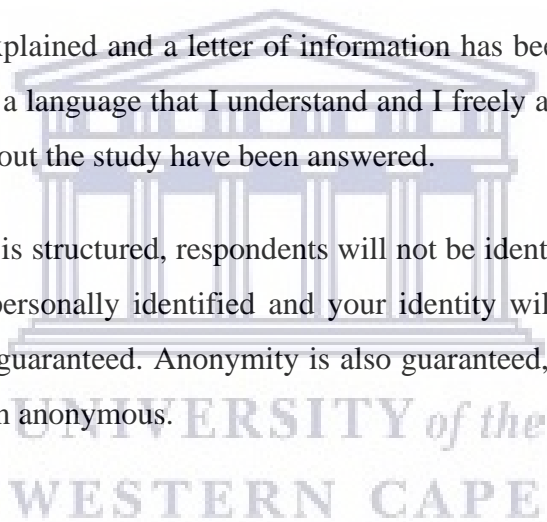 xplained and a letter of information has bee
a language that I understand and I freely a
out the study have been answered.
is structured, respondents will not be ident
personally identified and your identity wil
guaranteed. Anonymity is also guaranteed,
n anonymous.
UNIVERSITY of the
WESTERN CAPE